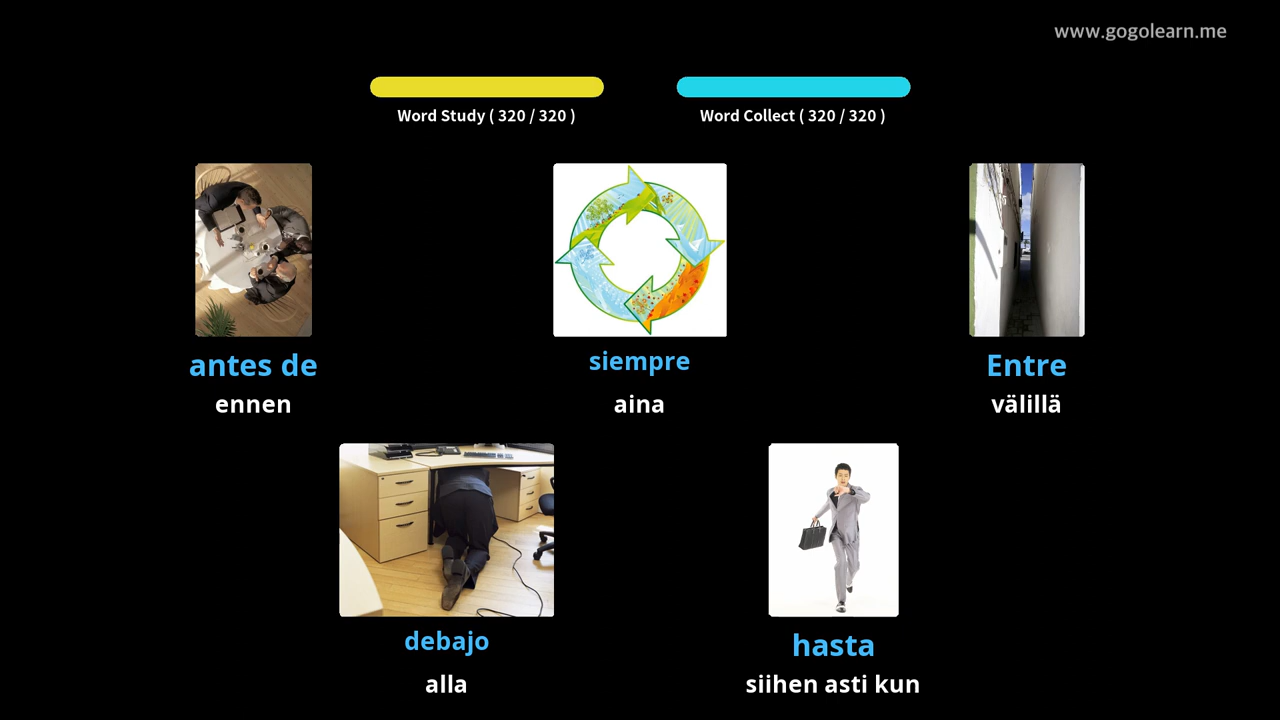 www.gogolearn.me
Word Study ( 320 / 320 )
Word Collect ( 320 / 320 )
antes de
ennen
siempre
aina
Entre
välillä
debajo
alla
hasta
siihen asti kun